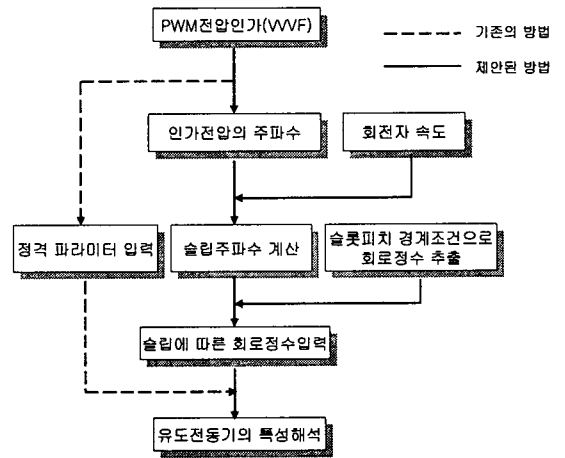 PWM전압인가(VVVF)
기존의 방법
제안된 방법
인가전압의 주파수
회전자 속도
정격 파라미터 입력
슬립주파수 계산
슬롯피치 경계조건으로
회로정수 추출
슬립에 따른 회로정수입력
유도전동기의 특성해석